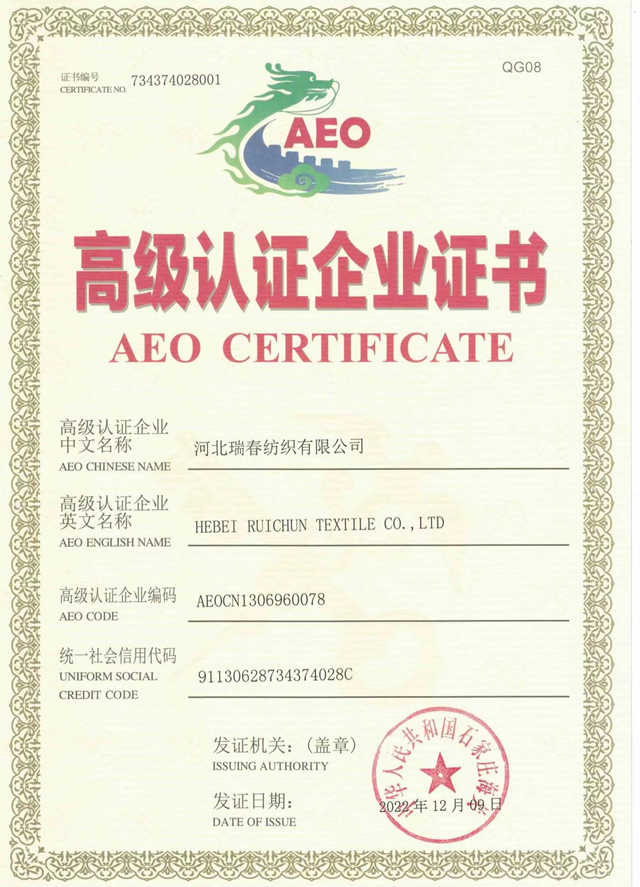 证书编号
CERTIFICATE NO. 734374028001
QG08
AEO
高级认证企业证书
AEO CERTIFICATE
高级认证企业
中文名称
AEO CHINESE NAME
河北瑞春纺织有限公司
高级认证企业
英文名称
AEO ENGLISH NAME
HEBEI RUICHUN TEXTILE CO.,LTD
高级认证企业编码
AEO CODE
AEOCN1306960078
统一社会信用代码
UNIFORM SOCIAL
CREDIT CODE
91130628734374028C
发证机关：(盖章)
ISSUING AUTHORITY
中华人民共和国石家庄海关
发证日期：
DATE OF ISSUE
2022年12月09日